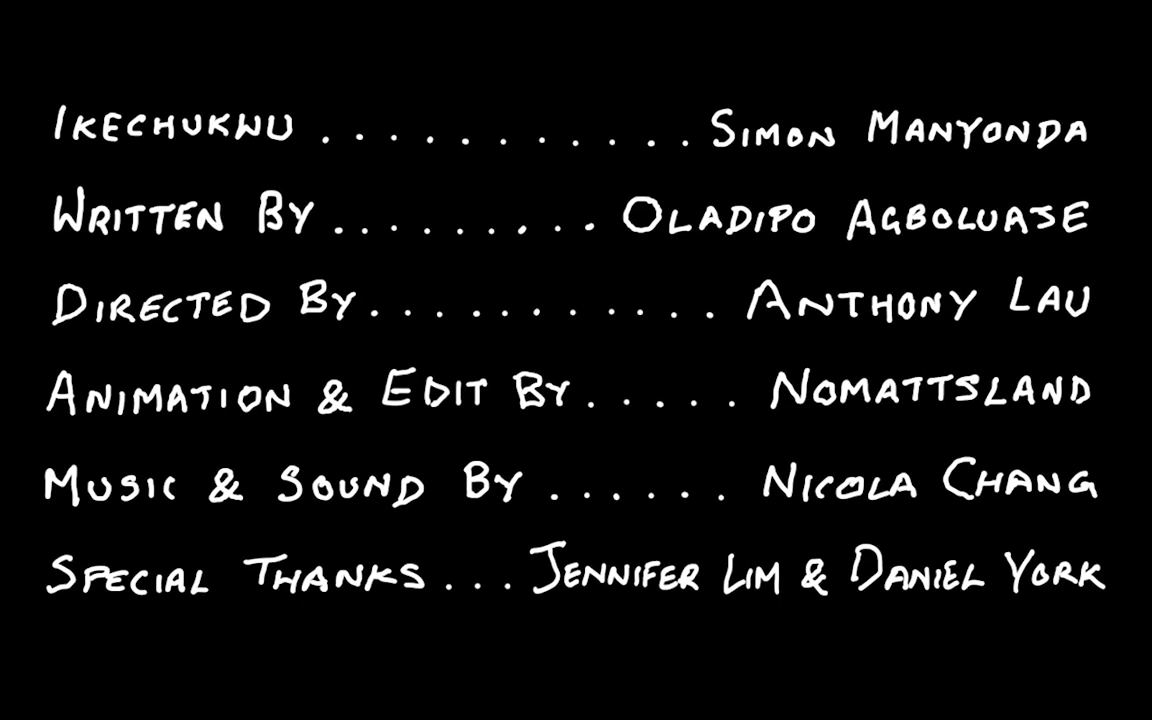 IKECHUKWU ........... SIMON MANYONDA
WRITTEN BY ......... OLADIPO AGBOLUAJE
DIRECTED BY ........... ANTHONY LAU
ANIMATION & EDIT BY ..... NOMATTSLAND
MUSIC & SOUND BY ...... NICOLA CHANG
SPECIAL THANKS ... JENNIFER LIM & DANIEL YORK